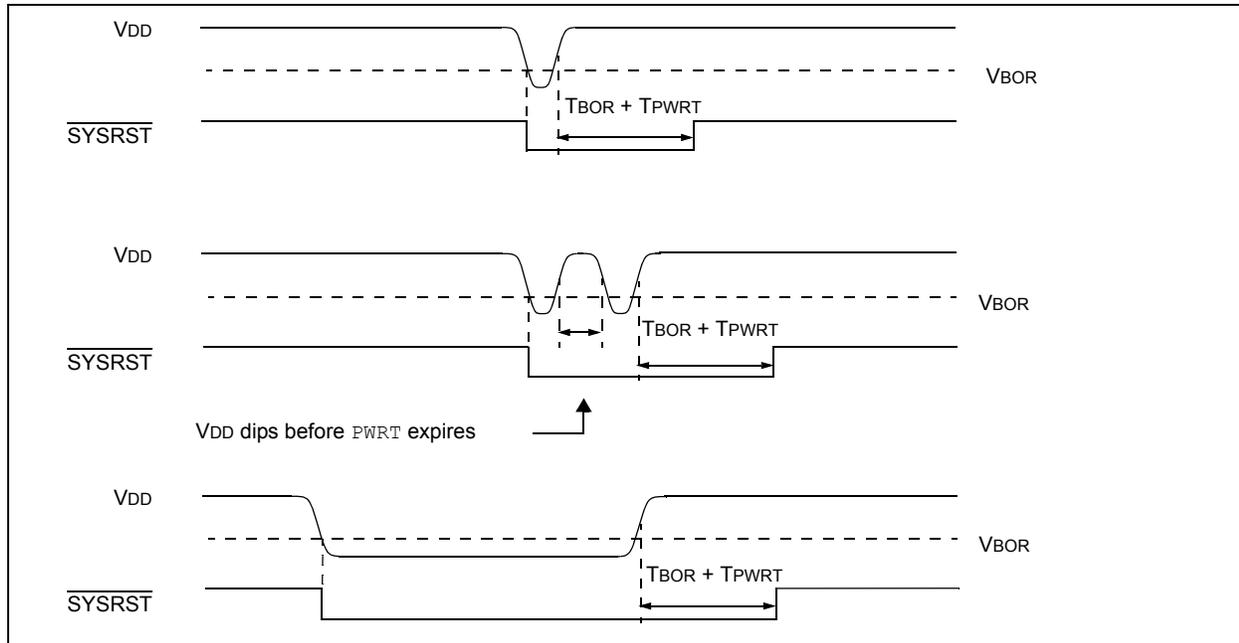 VDD
VBOR
TBOR + TPWRT
SYSRST
VDD
VBOR
TBOR + TPWRT
SYSRST
VDD dips before PWRT expires
VDD
VBOR
TBOR + TPWRT
SYSRST